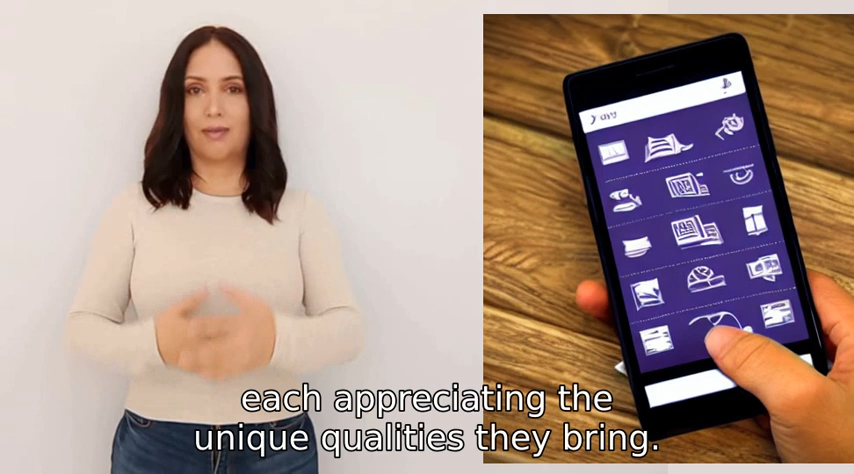 each appreciating the
unique qualities they bring.